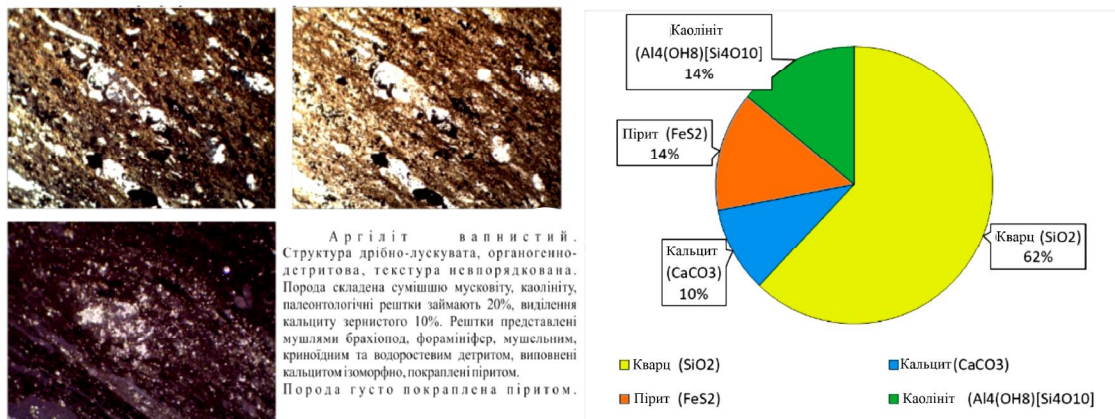 Аргіліт вапнистий.
Структура дрібно-лускувата, органогенно-
детритова, текстура невпорядкована.
Порода складена сумішшю мусковіту, каолініту,
палеонтологічні рештки займають 20%, виділення
кальциту зернистого 10%. Рештки представлені
мушлями брахіопод, форамініфер, мушельним,
криноїдним та водоростевим детритом, виповнені
кальцитом ізоморфно, покраплені піритом.
Порода густо покраплена піритом.
Каолініт
(Al4(OH8)[Si4O10]
14%
Пірит (FeS2)
14%
Кальцит
(CaCO3)
10%
Кварц (SiO2)
62%
Кварц (SiO2)
Кальцит(CaCO3)
Пірит (FeS2)
Каолініт (Al4(OH8)[Si4O10]